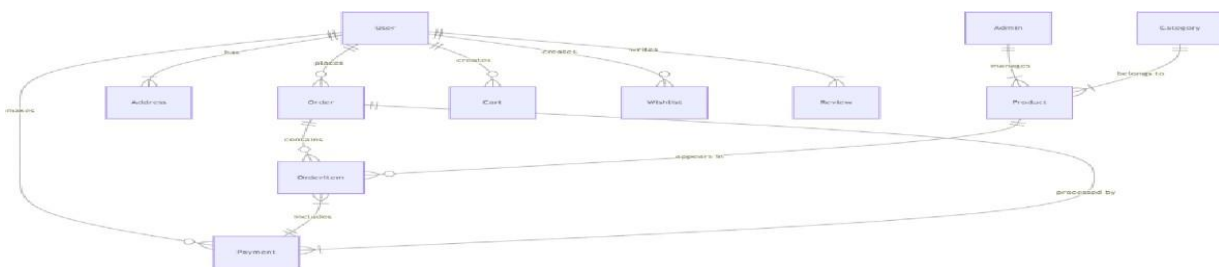 User
Admin
Category
has
places
creates
creates
writes
manages
belongs to
makes
Address
Order
Cart
Wishlist
Review
Product
contains
appears in
OrderItem
processed by
includes
Payment